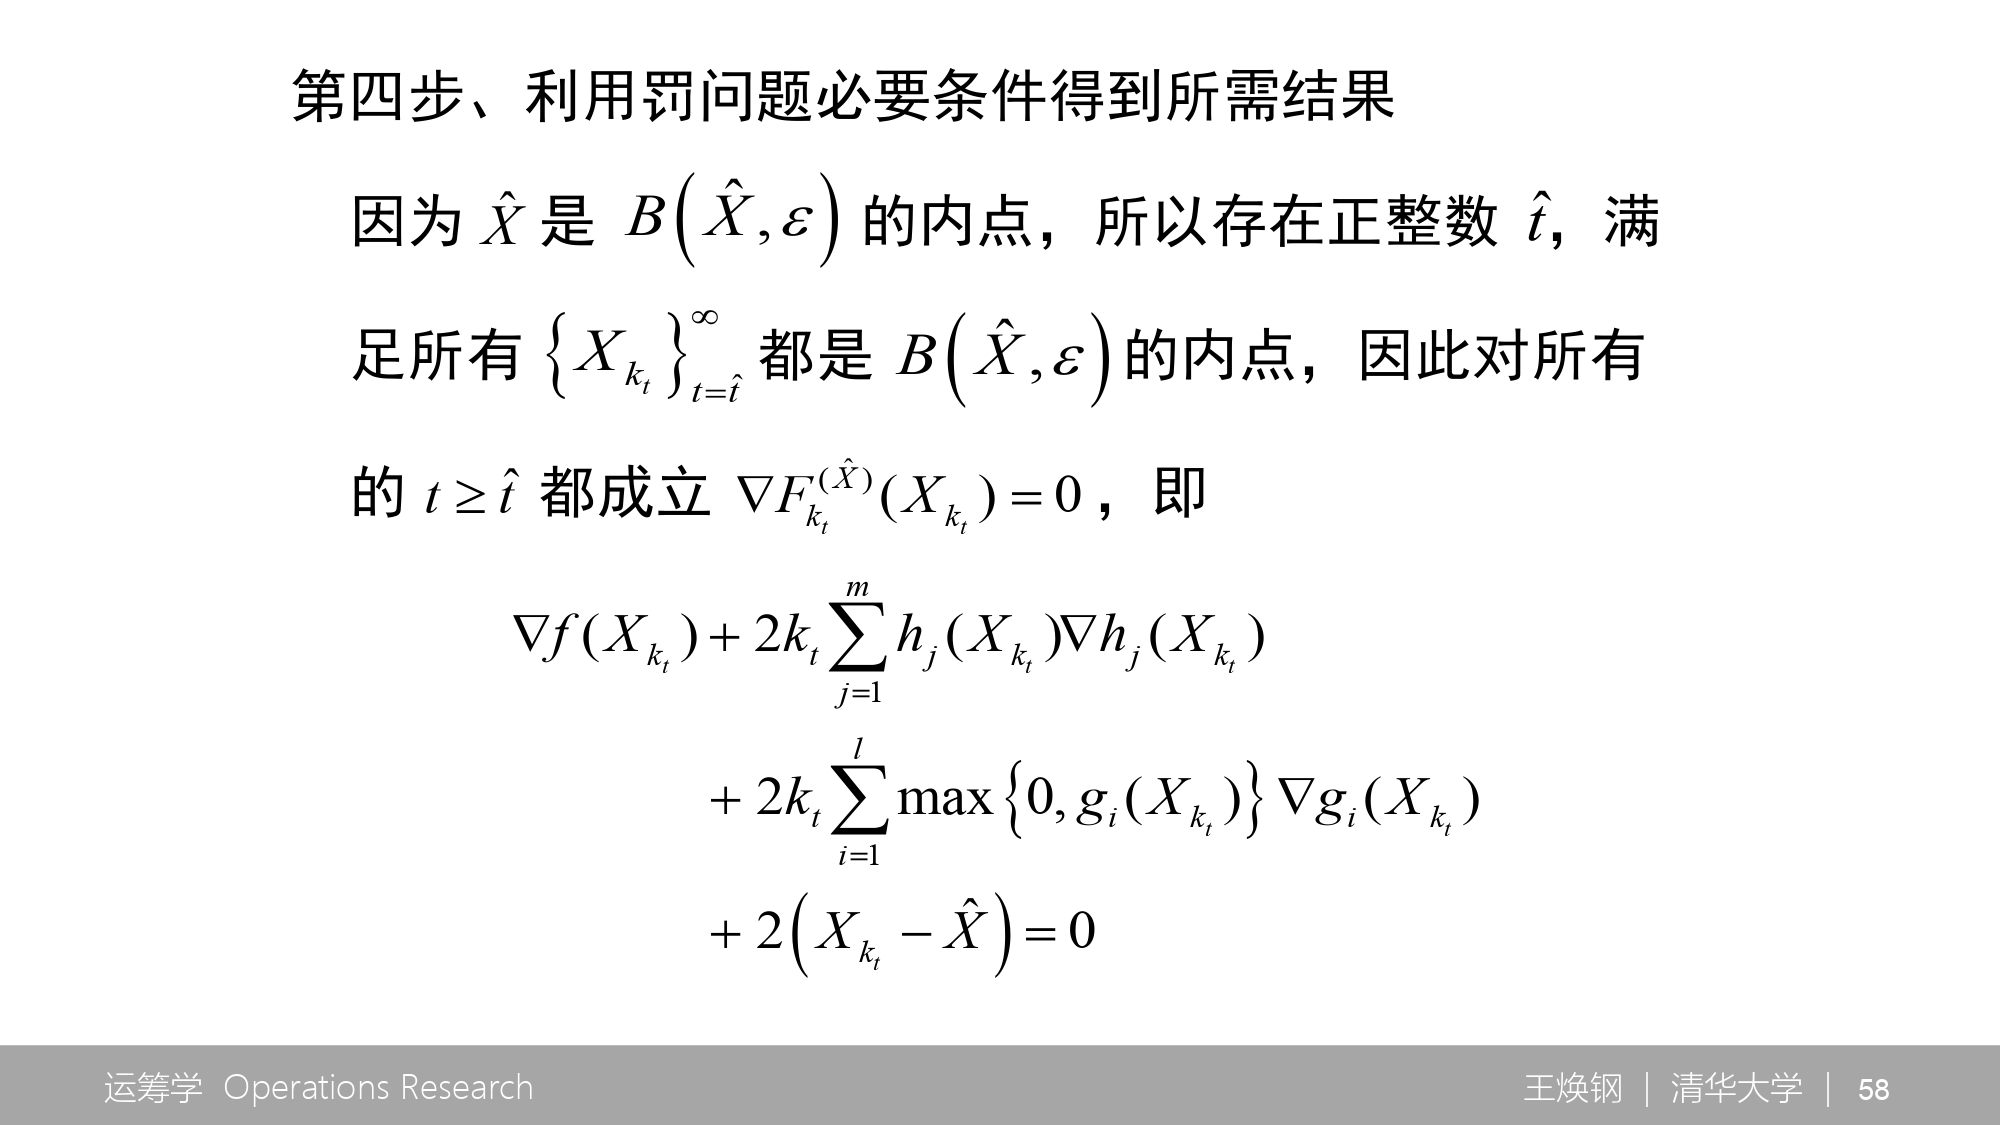 第四步、利用罚问题必要条件得到所需结果
因为 $\hat{X}$ 是 $B\left(\hat{X},\varepsilon\right)$ 的内点，所以存在正整数 $\hat{t}$，满
足所有 $\left\{X_{k_t}\right\}_{t=\hat{t}}^{\infty}$ 都是 $B\left(\hat{X},\varepsilon\right)$ 的内点，因此对所有
的 $t \geq \hat{t}$ 都成立 $\nabla F_{k_t}^{(\hat{X})}(X_{k_t}) = 0$，即
$\nabla f(X_{k_t}) + 2k_t \sum_{j=1}^{m} h_j(X_{k_t}) \nabla h_j(X_{k_t})$
$+ 2k_t \sum_{i=1}^{l} \max\left\{0, g_i(X_{k_t})\right\} \nabla g_i(X_{k_t})$
$+ 2\left(X_{k_t} - \hat{X}\right) = 0$
运筹学 Operations Research
王焕钢 | 清华大学 | 58